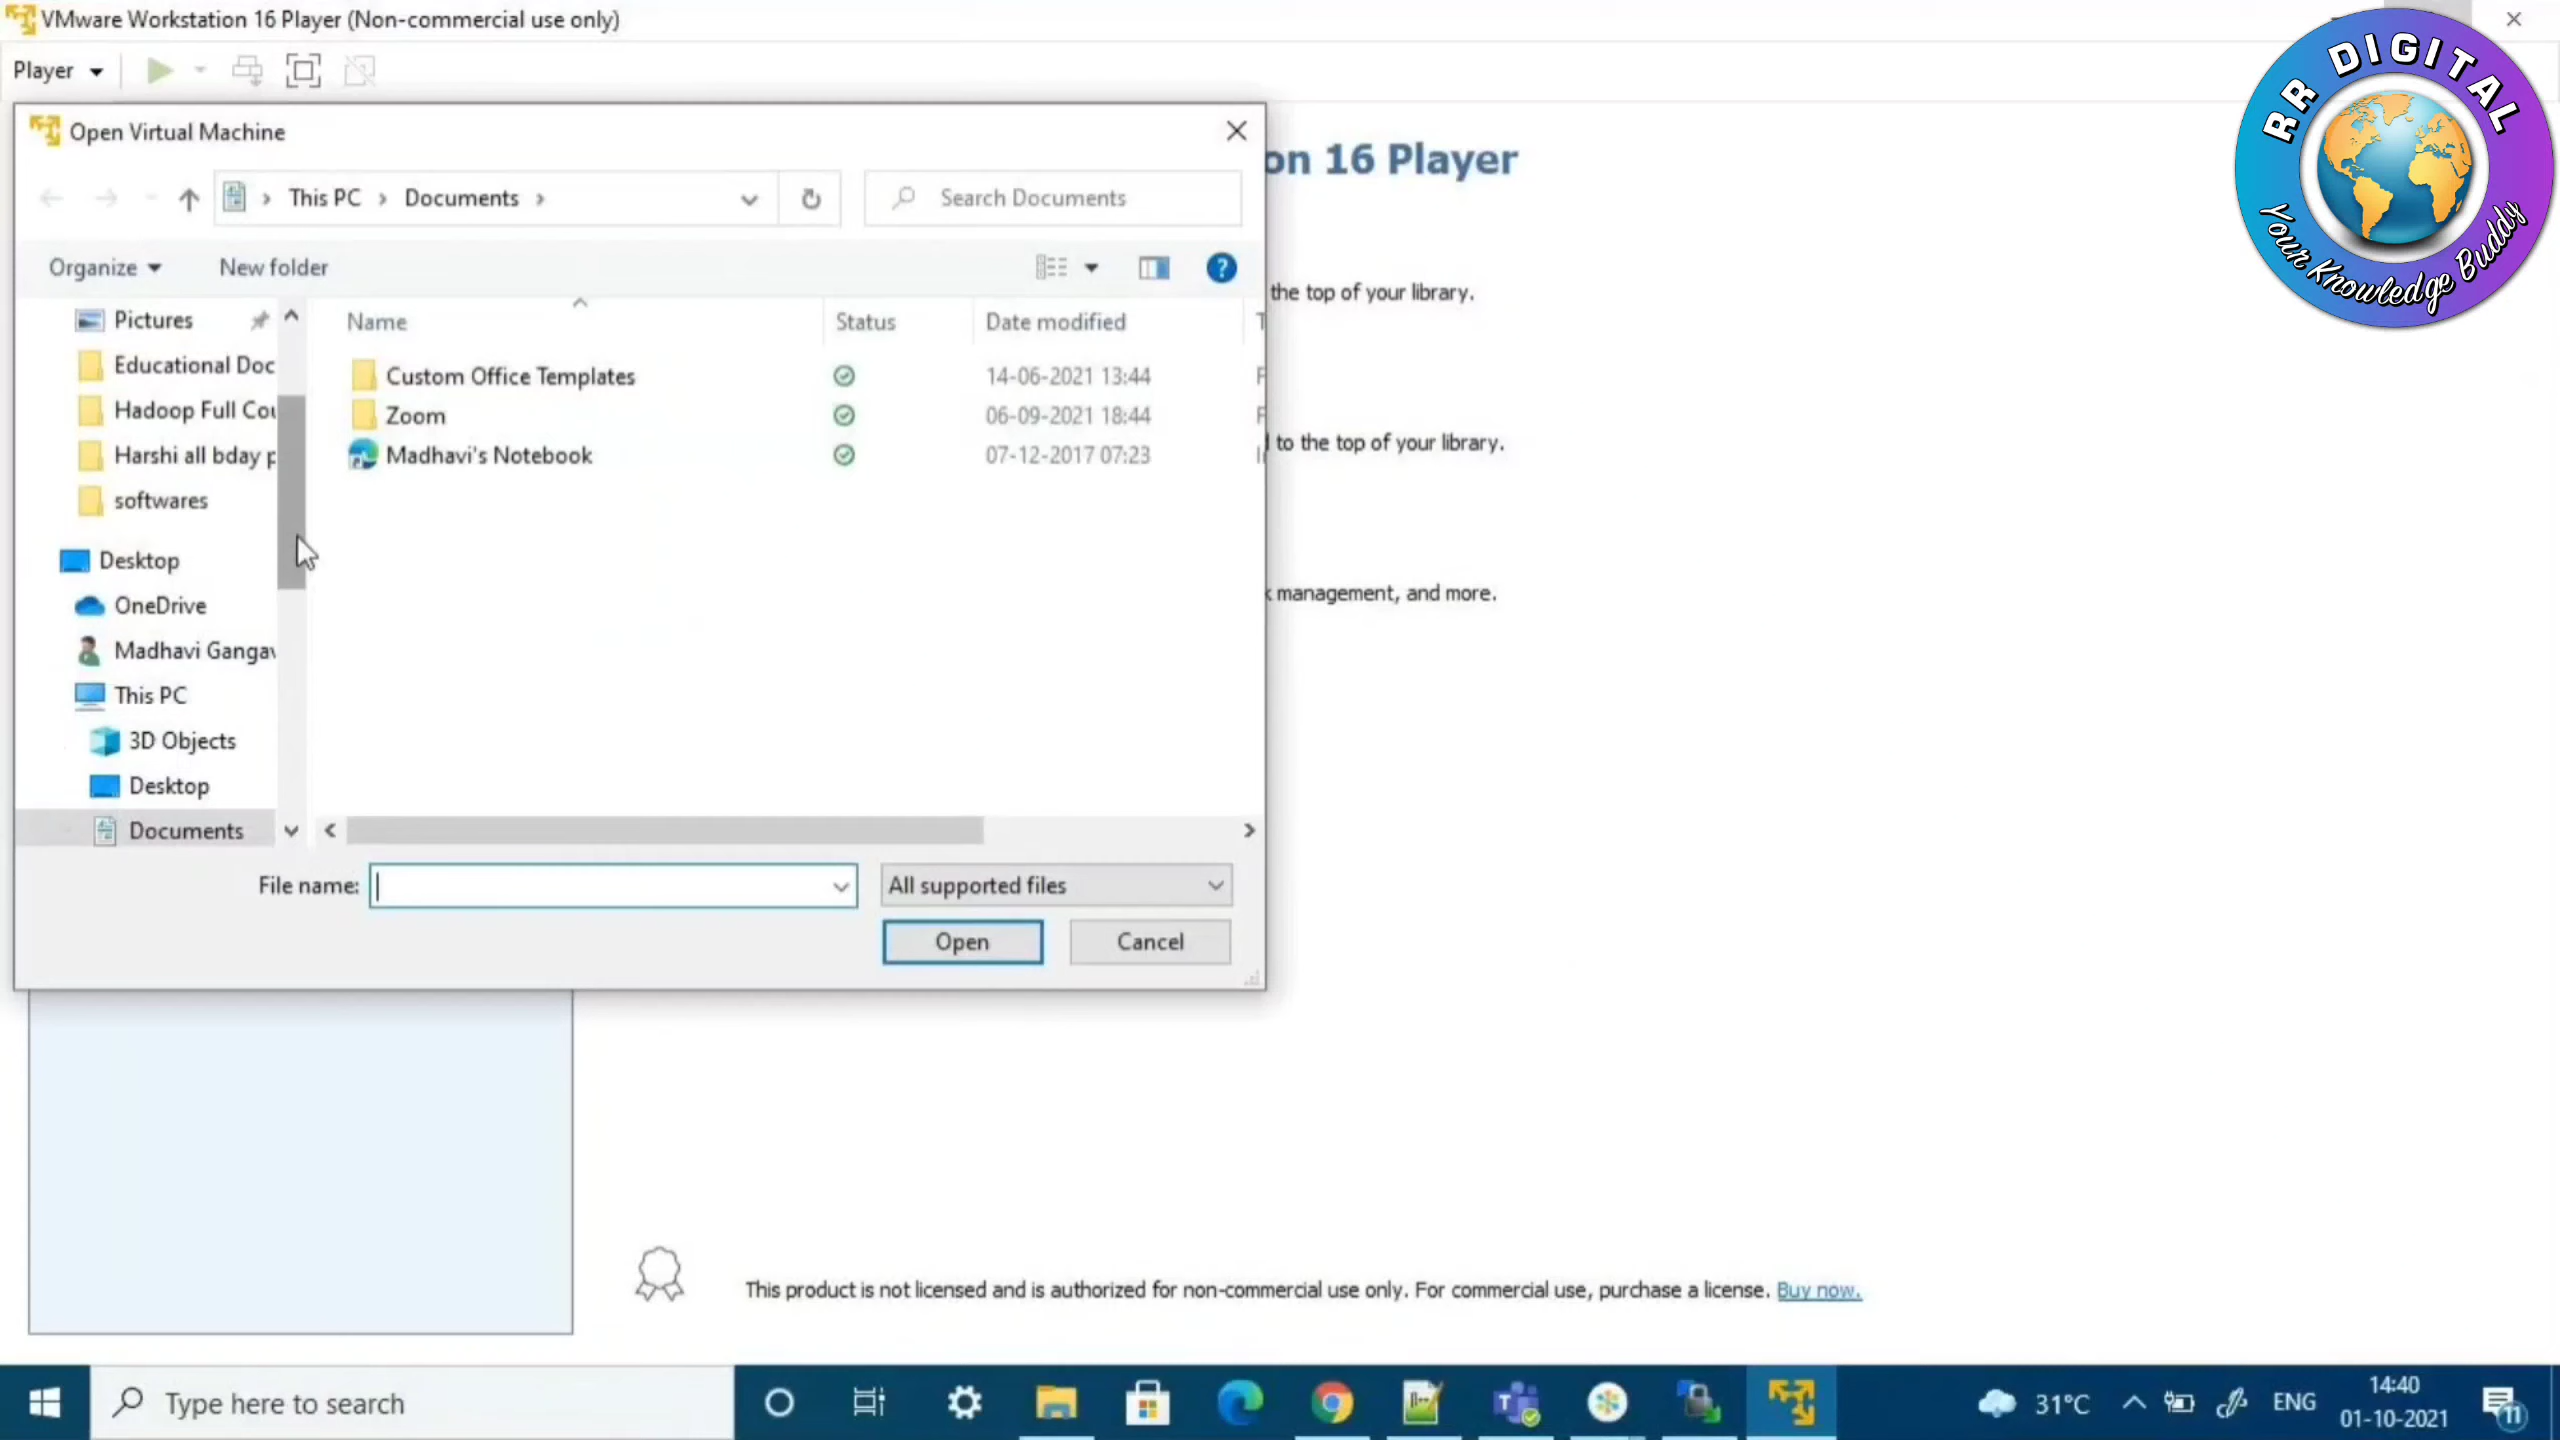 VMware Workstation 16 Player (Non-commercial use only)
Player
RR DIGITAL
Your Knowledge Buddy
Open Virtual Machine
on 16 Player
This PC › Documents ›
Search Documents
Organize
New folder
the top of your library.
Name Status Date modified
Pictures
Educational Doc
Hadoop Full Cou
Harshi all bday p
softwares
Desktop
OneDrive
Madhavi Gangav
This PC
3D Objects
Desktop
Documents
Custom Office Templates 14-06-2021 13:44
Zoom 06-09-2021 18:44
Madhavi's Notebook 07-12-2017 07:23
to the top of your library.
management, and more.
File name:
All supported files
Open
Cancel
This product is not licensed and is authorized for non-commercial use only. For commercial use, purchase a license. Buy now.
Type here to search
31°C
ENG
14:40
01-10-2021
11